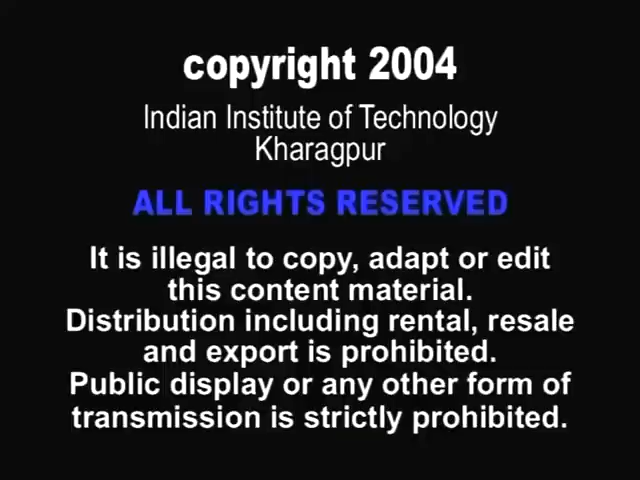 copyright 2004
Indian Institute of Technology
Kharagpur
ALL RIGHTS RESERVED
It is illegal to copy, adapt or edit
this content material.
Distribution including rental, resale
and export is prohibited.
Public display or any other form of
transmission is strictly prohibited.